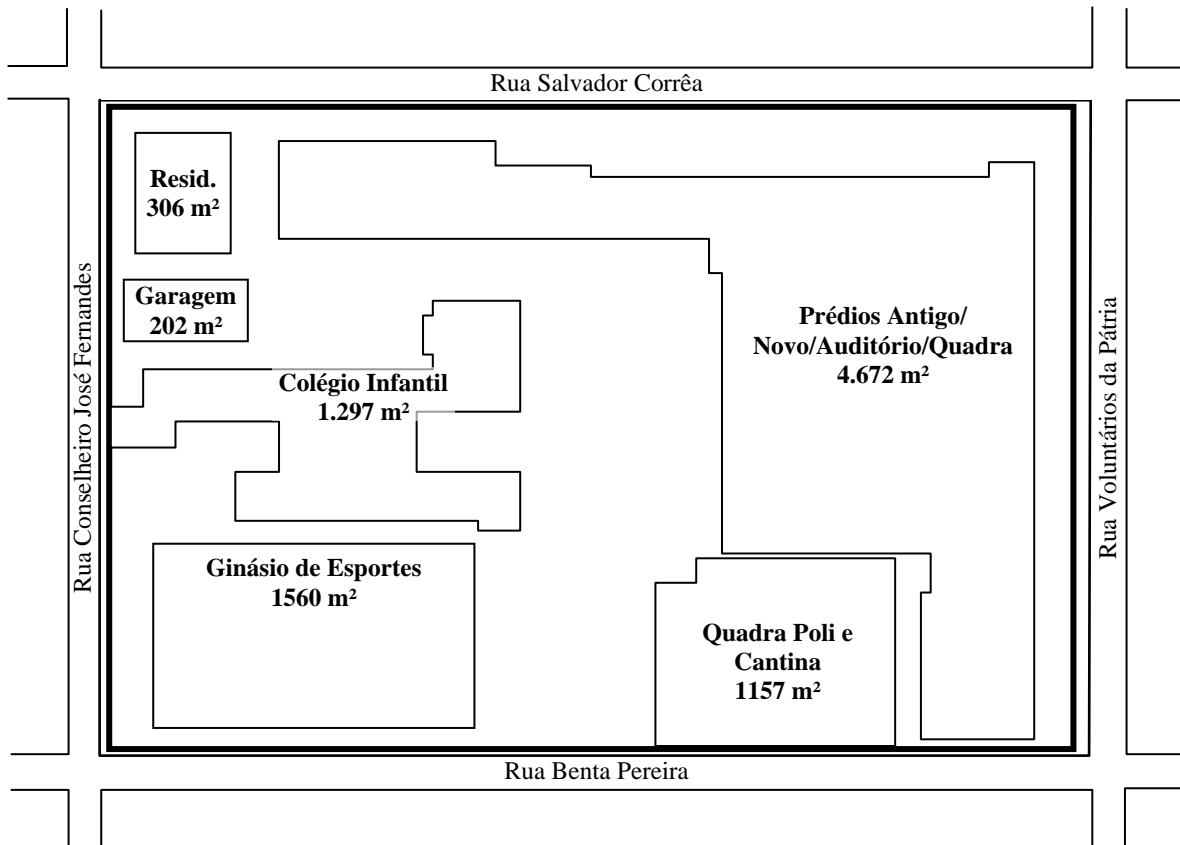 Rua Salvador Corrêa
Resid.
306 m²
Garagem
202 m²
Rua Conselheiro José Fernandes
Colégio Infantil
1.297 m²
Prédios Antigo/
Novo/Auditório/Quadra
4.672 m²
Rua Voluntários da Pátria
Ginásio de Esportes
1560 m²
Quadra Poli e
Cantina
1157 m²
Rua Benta Pereira